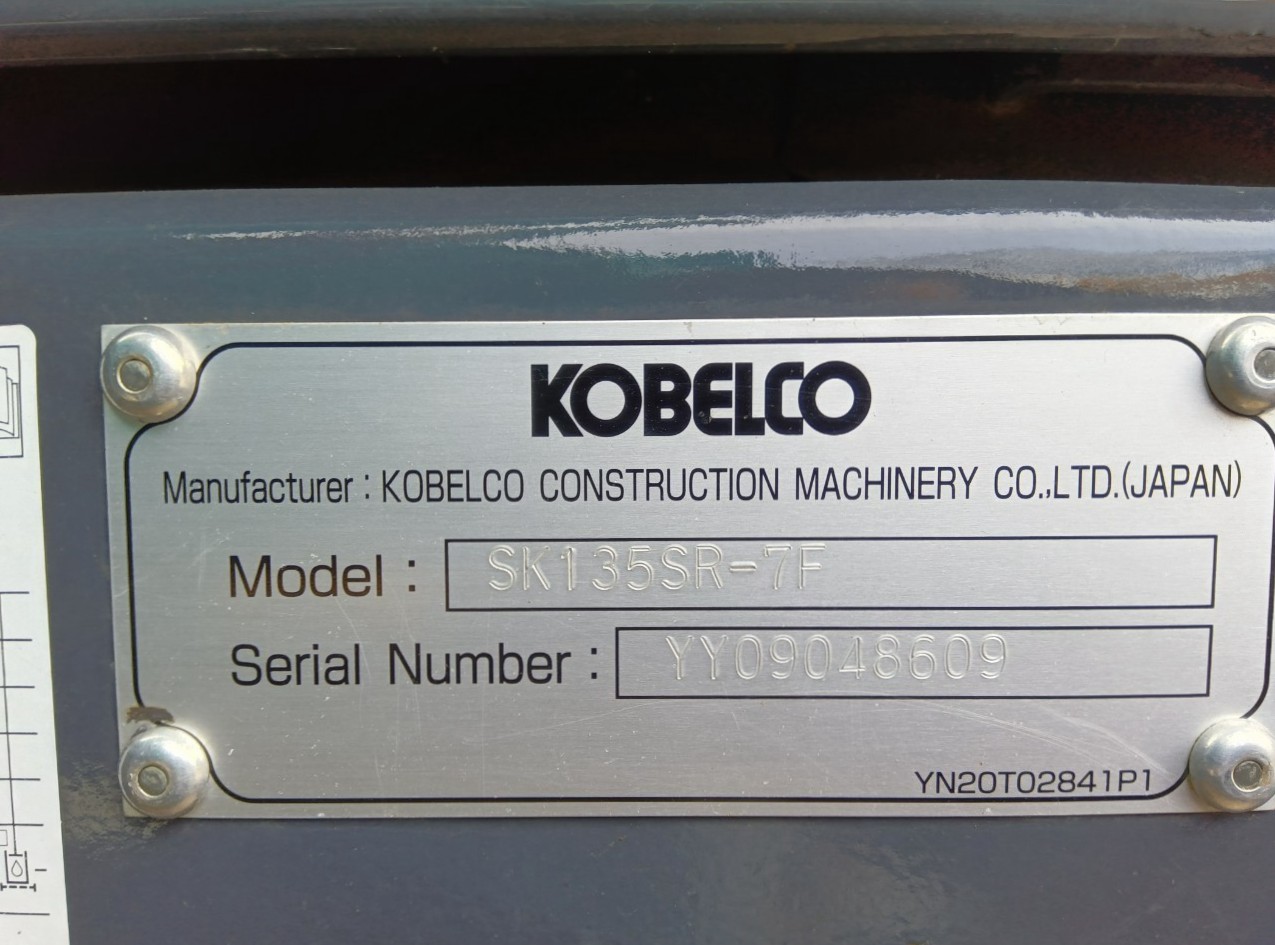 KOBELCO
Manufacturer : KOBELCO CONSTRUCTION MACHINERY CO.,LTD.(JAPAN)
Model : SK135SR-7F
Serial Number : YY09048609
YN20T02841P1